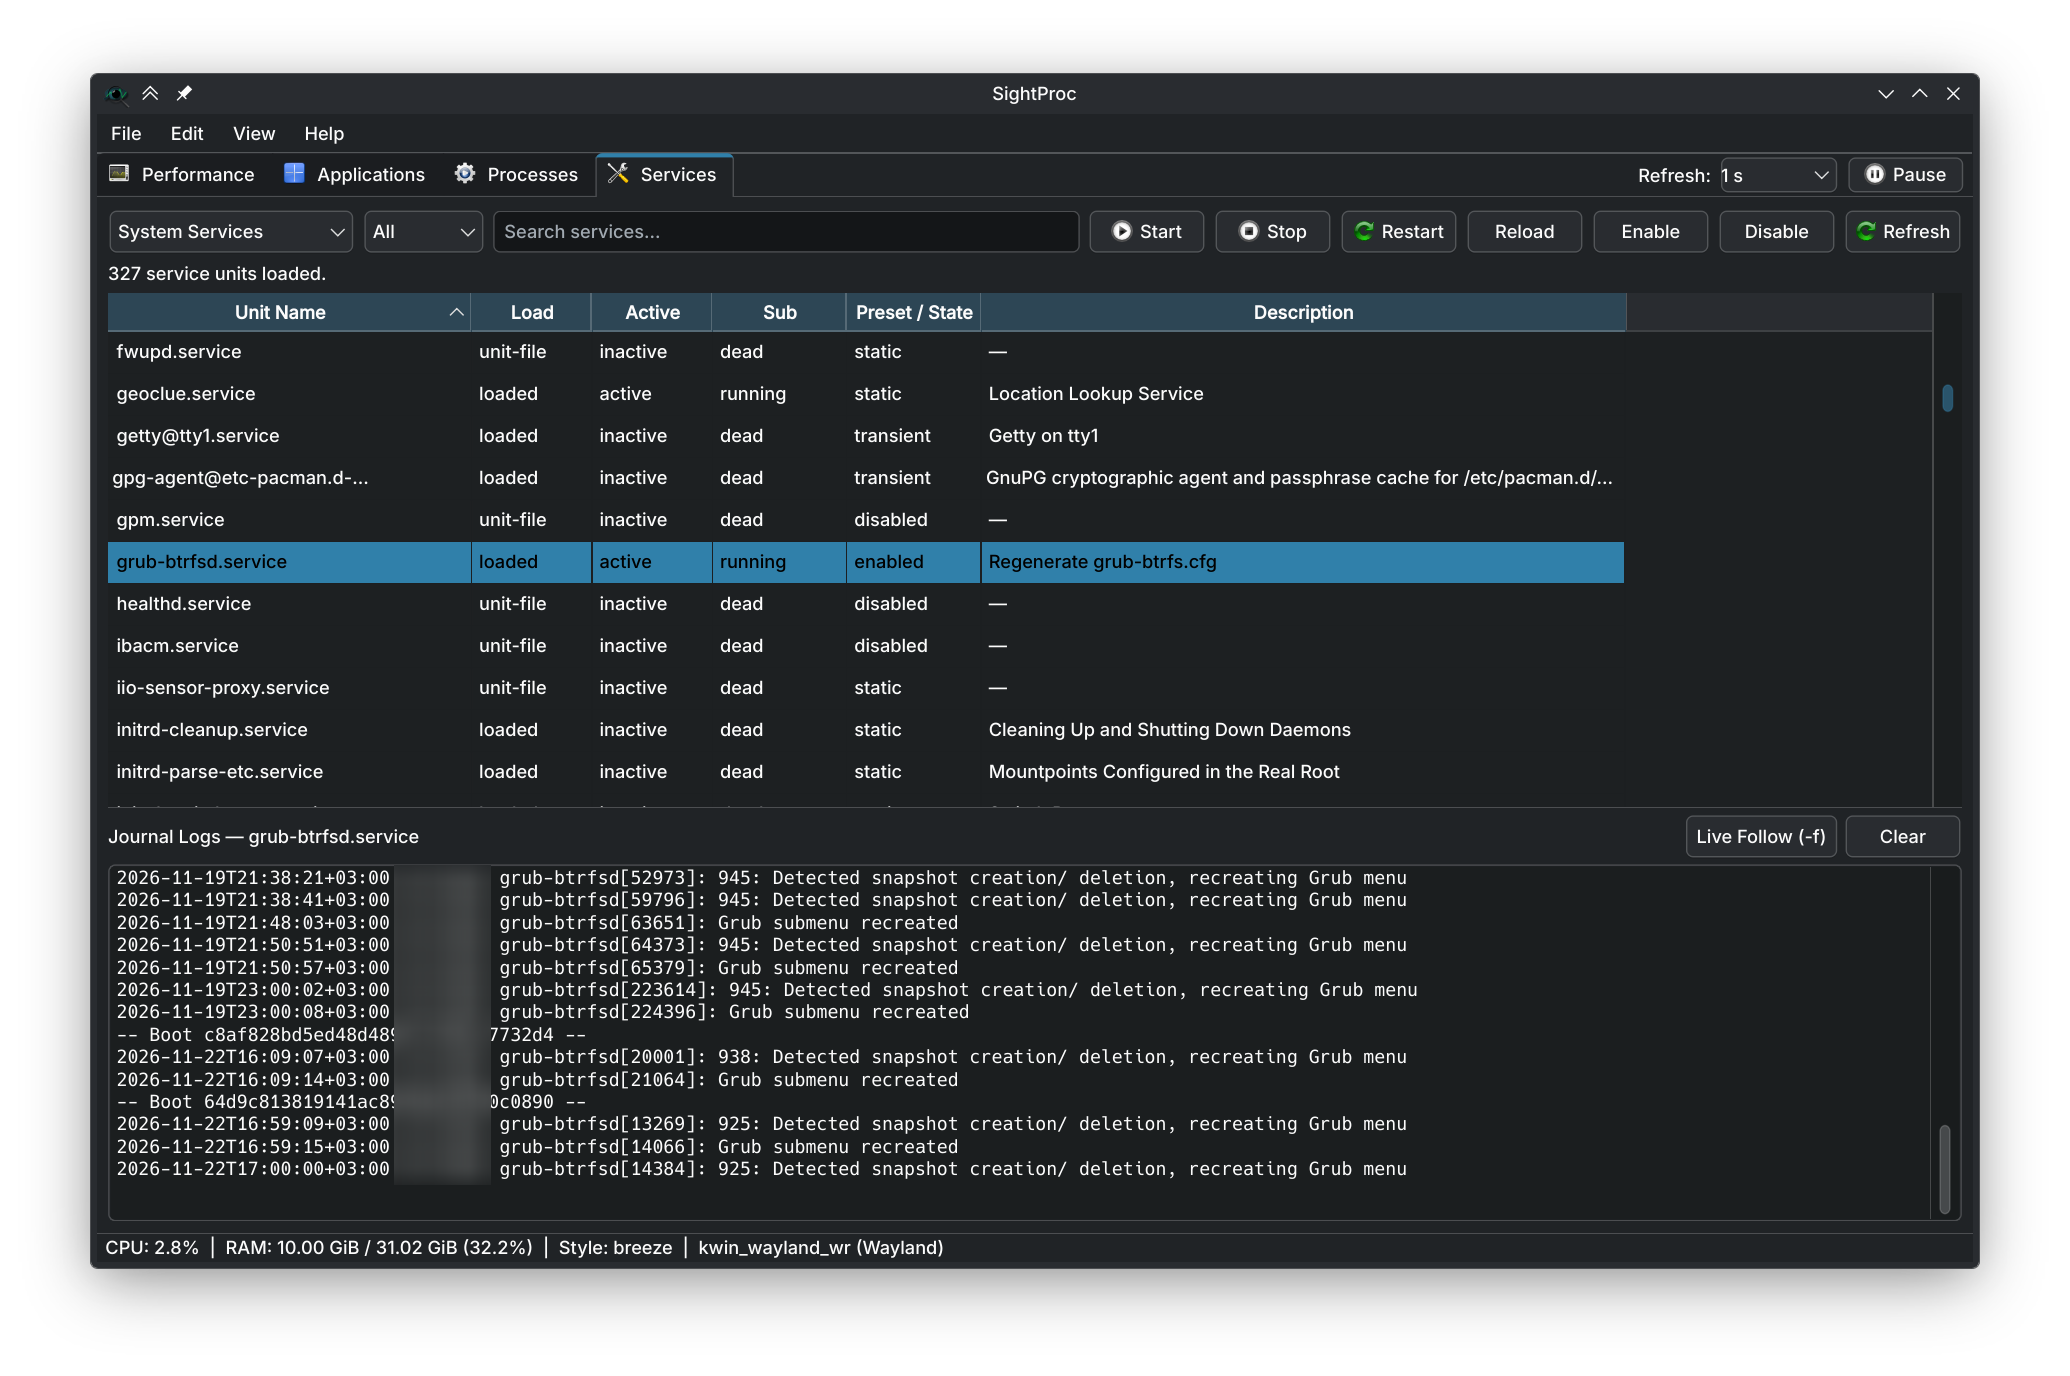 SightProc
File Edit View Help
Performance Applications Processes Services Refresh: 1 s Pause
System Services All Search services... Start Stop Restart Reload Enable Disable Refresh
327 service units loaded.
Unit Name Load Active Sub Preset / State Description
fwupd.service unit-file inactive dead static —
geoclue.service loaded active running static Location Lookup Service
getty@tty1.service loaded inactive dead transient Getty on tty1
gpg-agent@etc-pacman.d-... loaded inactive dead transient GnuPG cryptographic agent and passphrase cache for /etc/pacman.d/...
gpm.service unit-file inactive dead disabled —
grub-btrfsd.service loaded active running enabled Regenerate grub-btrfs.cfg
healthd.service unit-file inactive dead disabled —
ibacm.service unit-file inactive dead disabled —
iio-sensor-proxy.service unit-file inactive dead static —
initrd-cleanup.service loaded inactive dead static Cleaning Up and Shutting Down Daemons
initrd-parse-etc.service loaded inactive dead static Mountpoints Configured in the Real Root
Journal Logs — grub-btrfsd.service Live Follow (-f) Clear
2026-11-19T21:38:21+03:00 grub-btrfsd[52973]: 945: Detected snapshot creation/ deletion, recreating Grub menu
2026-11-19T21:38:41+03:00 grub-btrfsd[59796]: 945: Detected snapshot creation/ deletion, recreating Grub menu
2026-11-19T21:48:03+03:00 grub-btrfsd[63651]: Grub submenu recreated
2026-11-19T21:50:51+03:00 grub-btrfsd[64373]: 945: Detected snapshot creation/ deletion, recreating Grub menu
2026-11-19T21:50:57+03:00 grub-btrfsd[65379]: Grub submenu recreated
2026-11-19T23:00:02+03:00 grub-btrfsd[223614]: 945: Detected snapshot creation/ deletion, recreating Grub menu
2026-11-19T23:00:08+03:00 grub-btrfsd[224396]: Grub submenu recreated
-- Boot c8af828bd5ed48d489 7732d4 --
2026-11-22T16:09:07+03:00 grub-btrfsd[20001]: 938: Detected snapshot creation/ deletion, recreating Grub menu
2026-11-22T16:09:14+03:00 grub-btrfsd[21064]: Grub submenu recreated
-- Boot 64d9c813819141ac89 0c0890 --
2026-11-22T16:59:09+03:00 grub-btrfsd[13269]: 925: Detected snapshot creation/ deletion, recreating Grub menu
2026-11-22T16:59:15+03:00 grub-btrfsd[14066]: Grub submenu recreated
2026-11-22T17:00:00+03:00 grub-btrfsd[14384]: 925: Detected snapshot creation/ deletion, recreating Grub menu
CPU: 2.8% | RAM: 10.00 GiB / 31.02 GiB (32.2%) | Style: breeze | kwin_wayland_wr (Wayland)